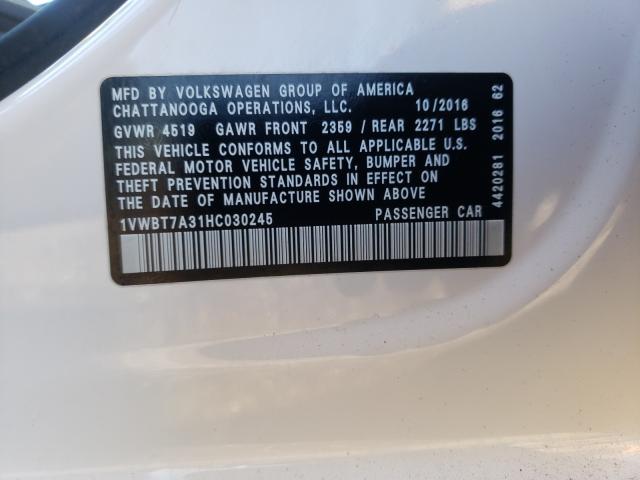 MFD BY VOLKSWAGEN GROUP OF AMERICA
CHATTANOOGA OPERATIONS, LLC. 10/2016
GVWR 4519 GAWR FRONT 2359 / REAR 2271 LBS
THIS VEHICLE CONFORMS TO ALL APPLICABLE U.S.
FEDERAL MOTOR VEHICLE SAFETY, BUMPER AND
THEFT PREVENTION STANDARDS IN EFFECT ON
THE DATE OF MANUFACTURE SHOWN ABOVE
1VWBT7A31HC030245 PASSENGER CAR
4420281 2016 62